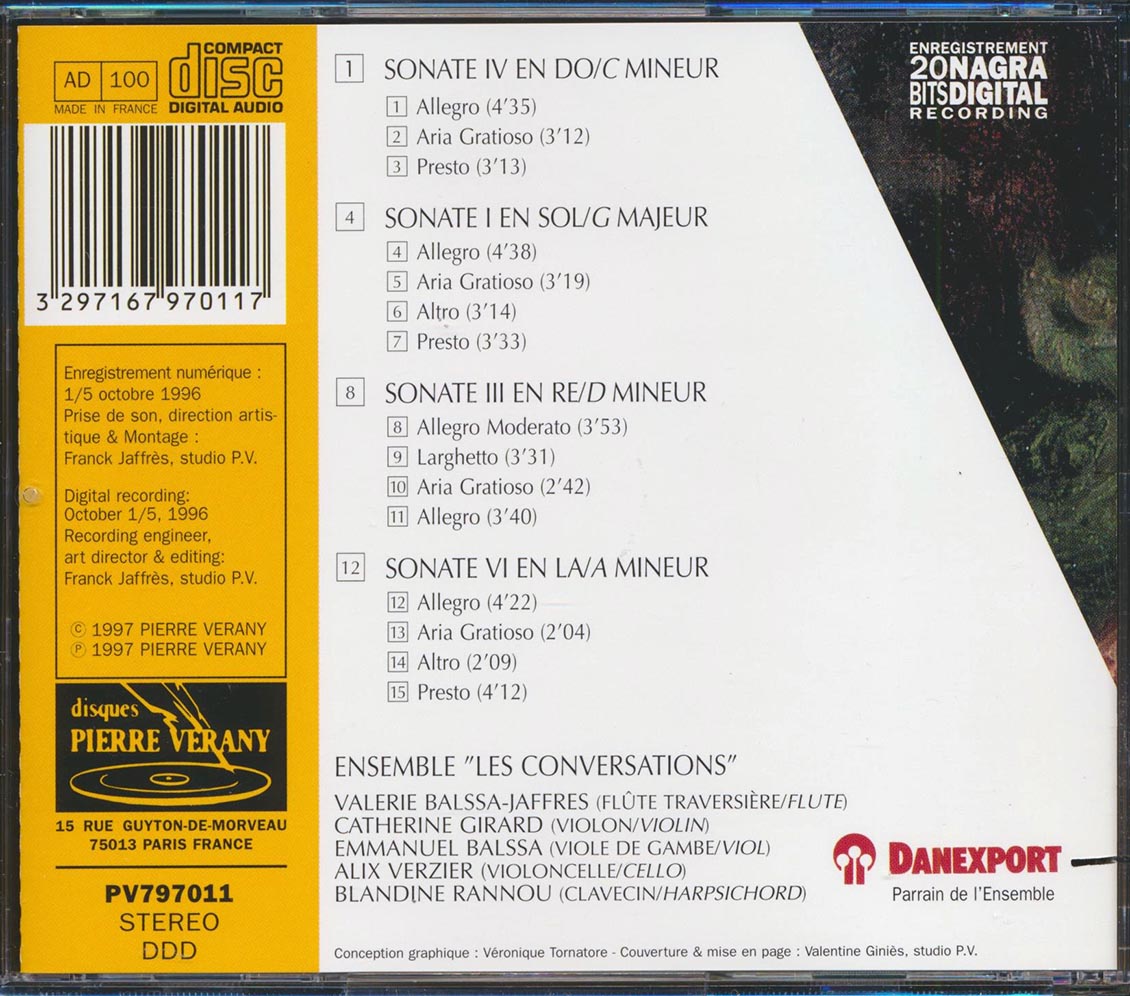 AD 100
MADE IN FRANCE
COMPACT
disc
DIGITAL AUDIO
3 297167 970117
Enregistrement numérique :
1/5 octobre 1996
Prise de son, direction artis-
tique & Montage :
Franck Jaffrès, studio P.V.
Digital recording:
October 1/5, 1996
Recording engineer,
art director & editing:
Franck Jaffrès, studio P.V.
© 1997 PIERRE VERANY
℗ 1997 PIERRE VERANY
disques
PIERRE VERANY
15 RUE GUYTON-DE-MORVEAU
75013 PARIS FRANCE
PV797011
STEREO
DDD
1 SONATE IV EN DO/C MINEUR
1 Allegro (4'35)
2 Aria Gratioso (3'12)
3 Presto (3'13)
4 SONATE I EN SOL/G MAJEUR
4 Allegro (4'38)
5 Aria Gratioso (3'19)
6 Altro (3'14)
7 Presto (3'33)
8 SONATE III EN RE/D MINEUR
8 Allegro Moderato (3'53)
9 Larghetto (3'31)
10 Aria Gratioso (2'42)
11 Allegro (3'40)
12 SONATE VI EN LA/A MINEUR
12 Allegro (4'22)
13 Aria Gratioso (2'04)
14 Altro (2'09)
15 Presto (4'12)
ENSEMBLE "LES CONVERSATIONS"
VALERIE BALSSA-JAFFRES (FLÛTE TRAVERSIÈRE/FLUTE)
CATHERINE GIRARD (VIOLON/VIOLIN)
EMMANUEL BALSSA (VIOLE DE GAMBE/VIOL)
ALIX VERZIER (VIOLONCELLE/CELLO)
BLANDINE RANNOU (CLAVECIN/HARPSICHORD)
Conception graphique : Véronique Tornatore - Couverture & mise en page : Valentine Giniès, studio P.V.
ENREGISTREMENT
20 NAGRA
BITS DIGITAL
RECORDING
DANEXPORT
Parrain de l'Ensemble